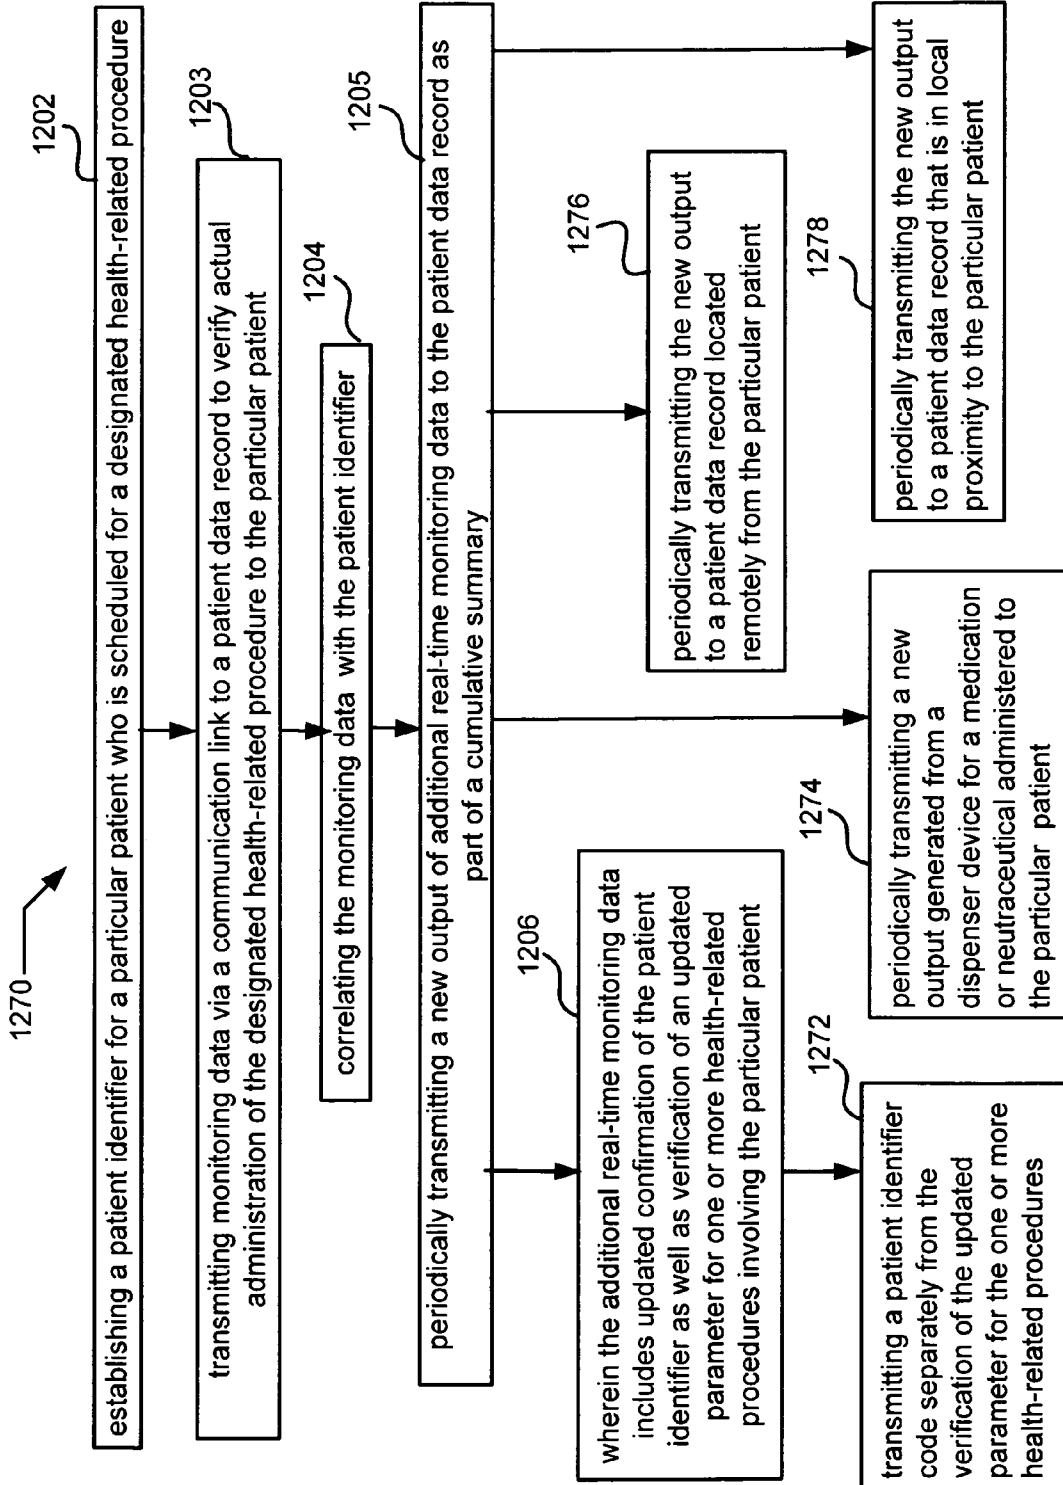 1270
1202
establishing a patient identifier for a particular patient who is scheduled for a designated health-related procedure
1203
transmitting monitoring data via a communication link to a patient data record to verify actual
administration of the designated health-related procedure to the particular patient
1204
correlating the monitoring data with the patient identifier
1205
periodically transmitting a new output of additional real-time monitoring data to the patient data record as
part of a cumulative summary
1206
wherein the additional real-time monitoring data
includes updated confirmation of the patient
identifier as well as verification of an updated
parameter for one or more health-related
procedures involving the particular patient
1276
periodically transmitting the new output
to a patient data record located
remotely from the particular patient
1272
transmitting a patient identifier
code separately from the
verification of the updated
parameter for the one or more
health-related procedures
1274
periodically transmitting a new
output generated from a
dispenser device for a medication
or neutraceutical administered to
the particular patient
1278
periodically transmitting the new output
to a patient data record that is in local
proximity to the particular patient